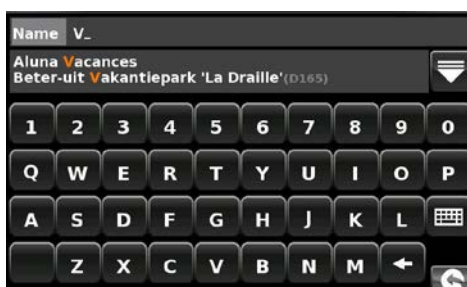 Name V_
Aluna Vacances
Beter-uit Vakantiepark 'La Draille'(D165)
1 2 3 4 5 6 7 8 9 0
Q W E R T Y U I O P
A S D F G H J K L
Z X C V B N M